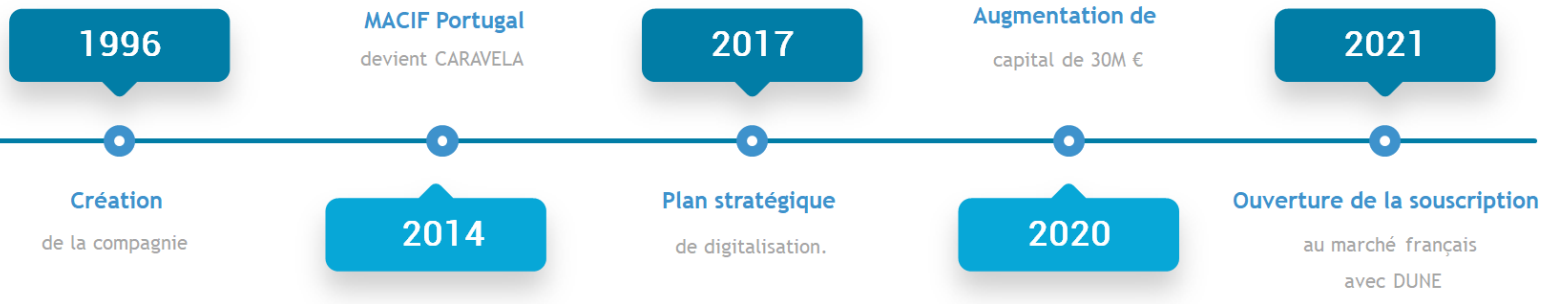 1996
Création
de la compagnie
MACIF Portugal
devient CARAVELA
2014
2017
Plan stratégique
de digitalisation.
Augmentation de
capital de 30M €
2020
2021
Ouverture de la souscription
au marché français
avec DUNE